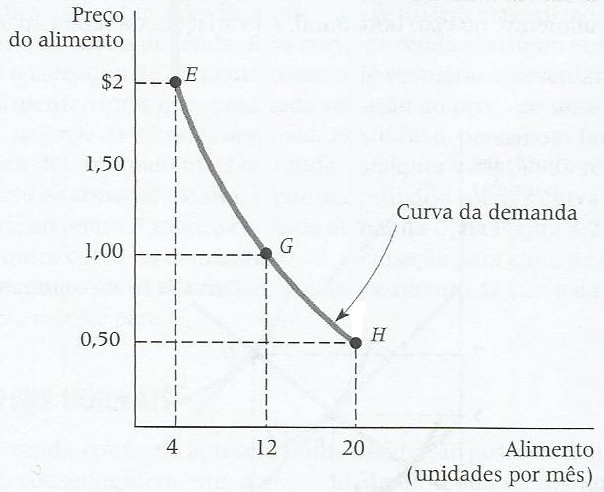 Preço
do alimento
$2
E
1,50
Curva da demanda
1,00
G
0,50
H
4
12
20
Alimento
(unidades por mês)